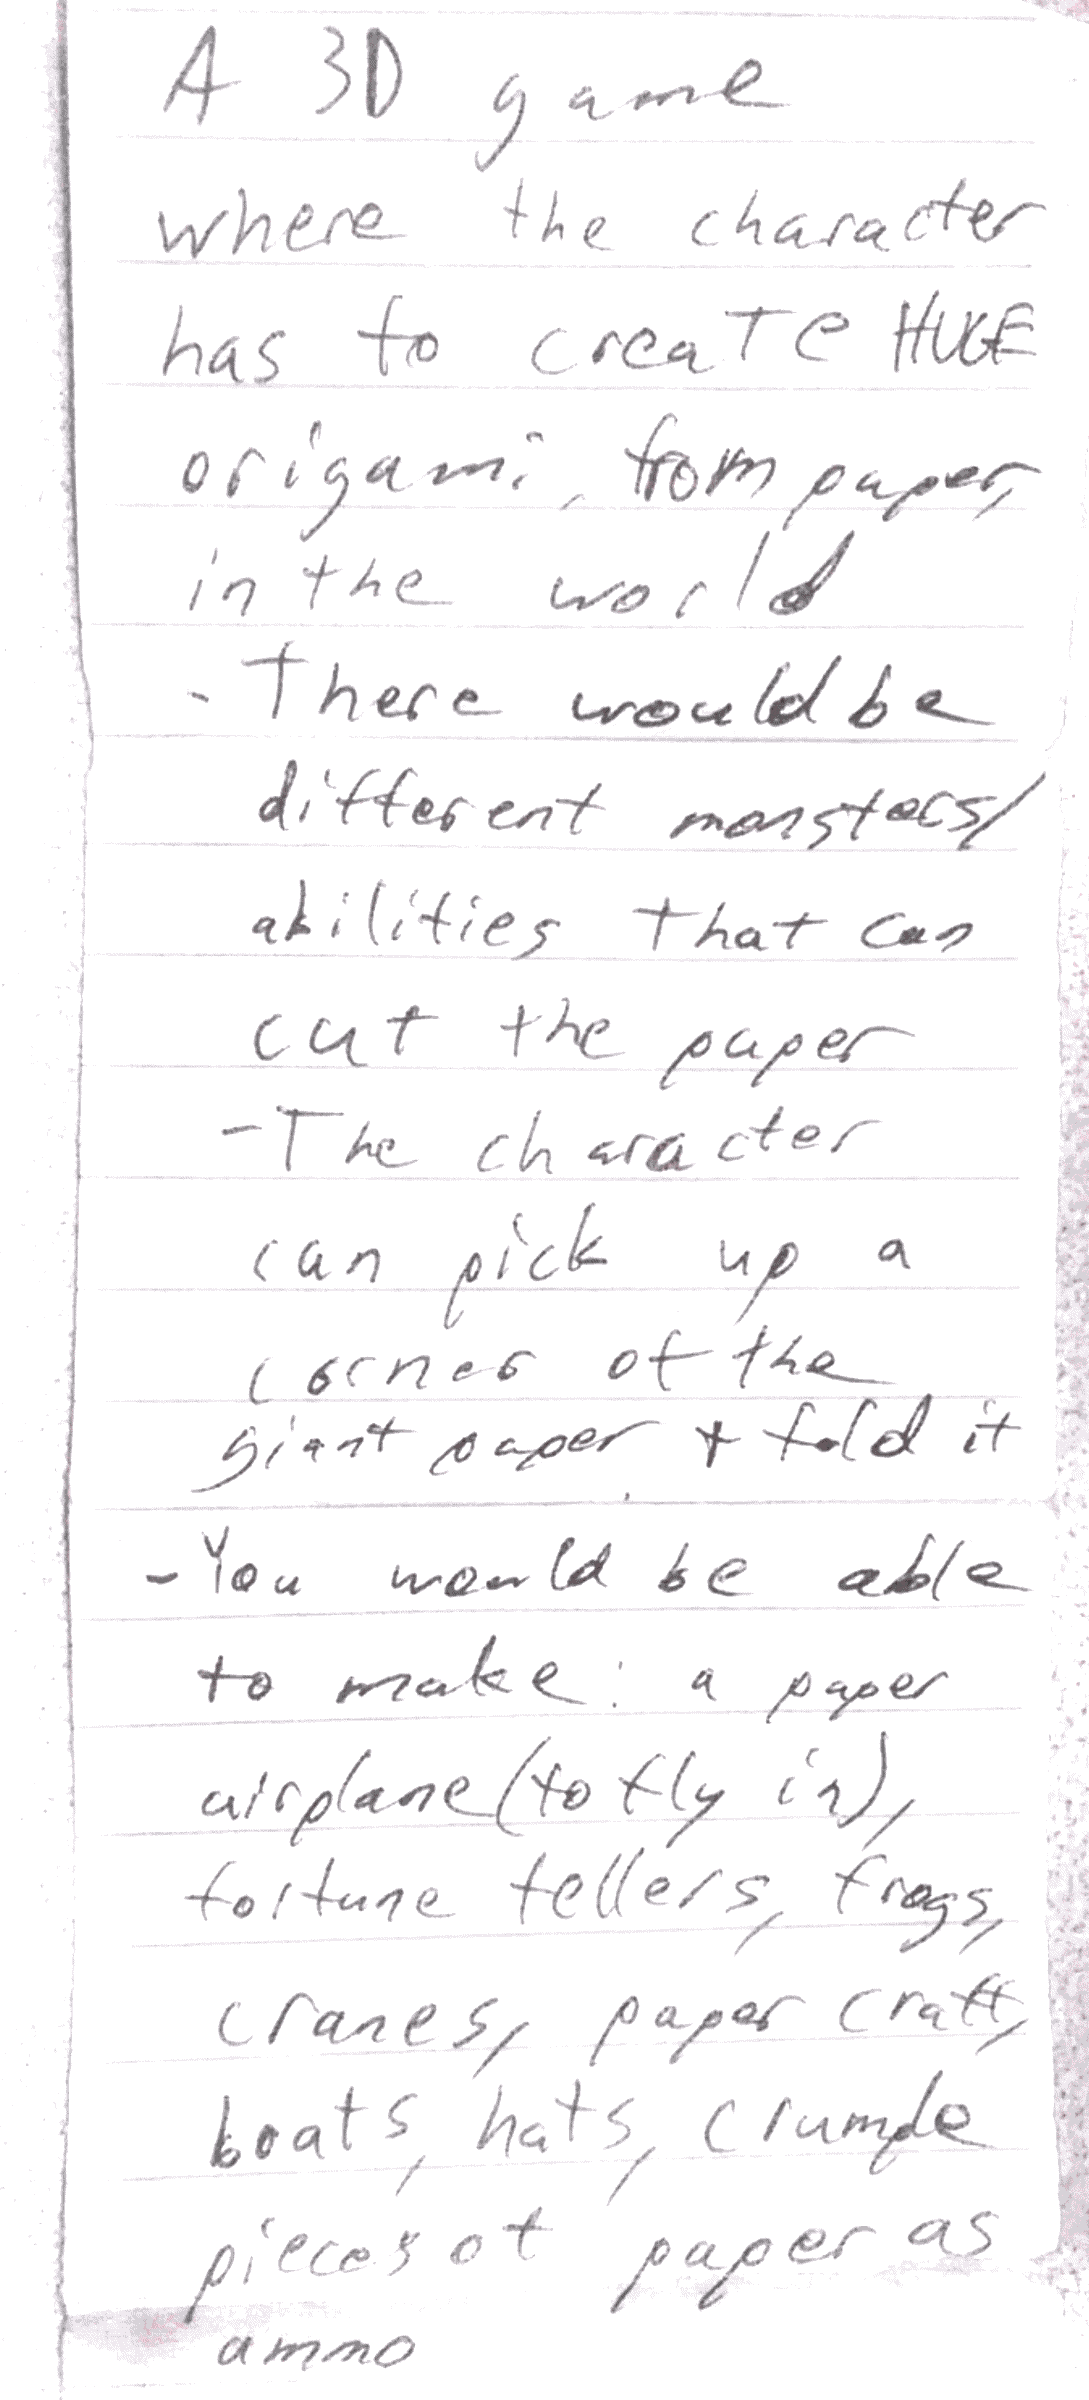 A 3D game
where the character
has to create HUGE
origami, from paper,
in the world
- There would be
different monsters/
abilities that can
cut the paper
- The character
can pick up a
corner of the
giant paper + fold it
- You would be able
to make: a paper
airplane (to fly in),
fortune tellers, frogs,
cranes, paper craft,
boats, hats, crumple
pieces of paper as
ammo